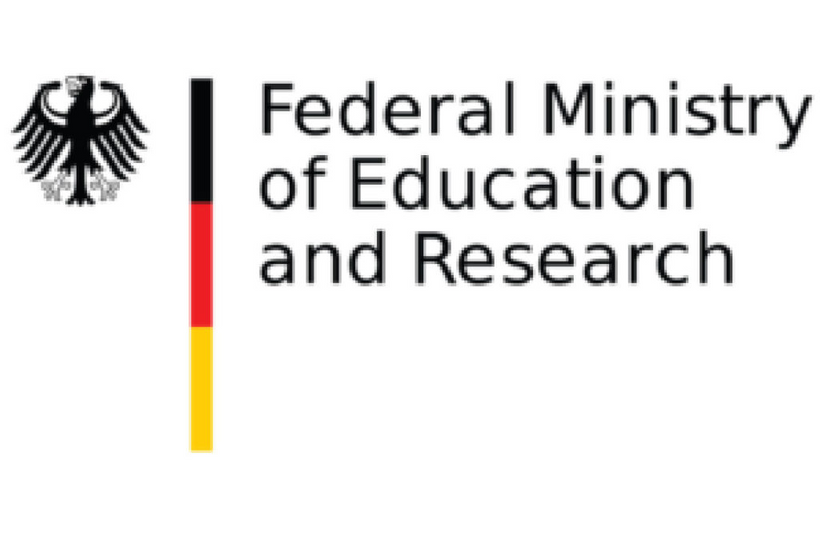 Federal Ministry
of Education
and Research